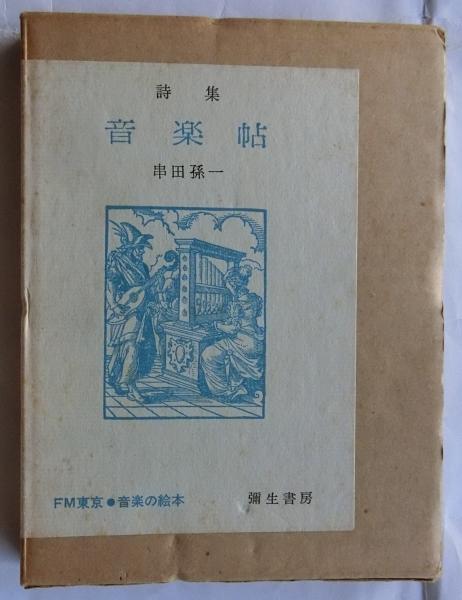 詩集
音楽帖
串田孫一
FM東京●音楽の絵本
彌生書房